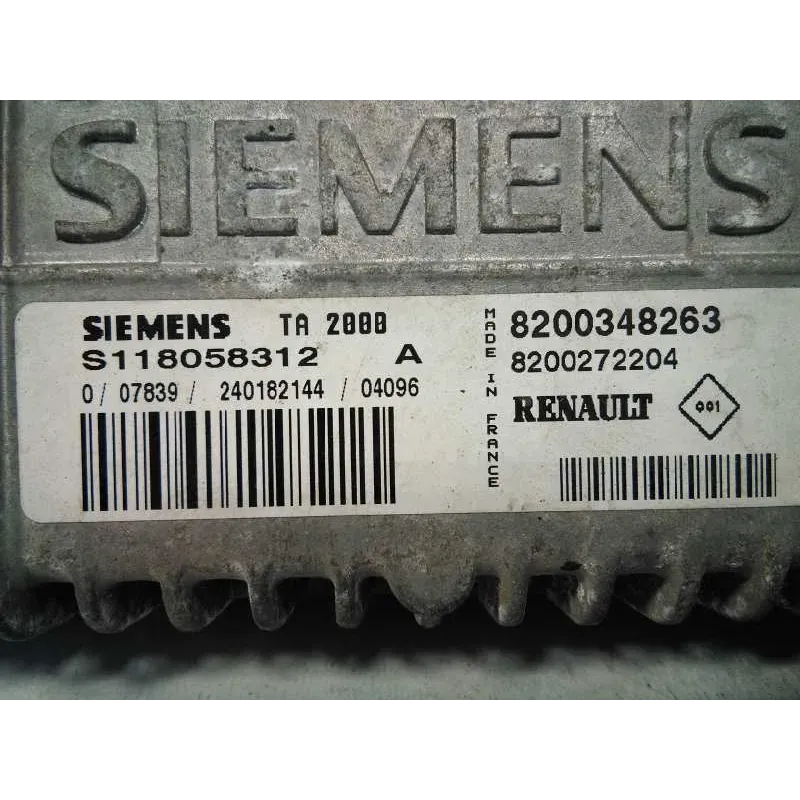 SIEMENS
SIEMENS TA 2000
S118058312 A
0/ 07839/ 240182144 / 04096
MADE IN FRANCE
8200348263
8200272204
RENAULT 001